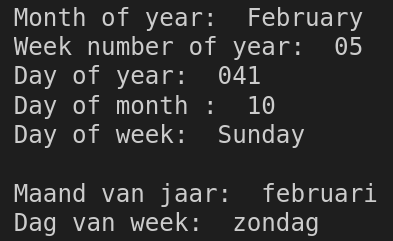 Month of year:  February
Week number of year:  05
Day of year:  041
Day of month :  10
Day of week:  Sunday

Maand van jaar:  februari
Dag van week:  zondag